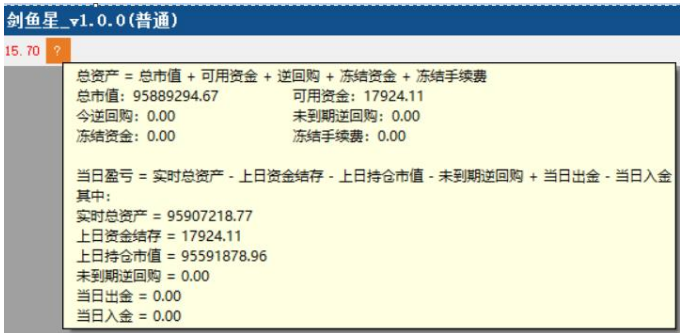 剑鱼星_v1.0.0(普通)
15.70 ?
总资产 = 总市值 + 可用资金 + 逆回购 + 冻结资金 + 冻结手续费
总市值: 95889294.67 可用资金: 17924.11
今逆回购: 0.00 未到期逆回购: 0.00
冻结资金: 0.00 冻结手续费: 0.00
当日盈亏 = 实时总资产 - 上日资金结存 - 上日持仓市值 - 未到期逆回购 + 当日出金 - 当日入金
其中:
实时总资产 = 95907218.77
上日资金结存 = 17924.11
上日持仓市值 = 95591878.96
未到期逆回购 = 0.00
当日出金 = 0.00
当日入金 = 0.00